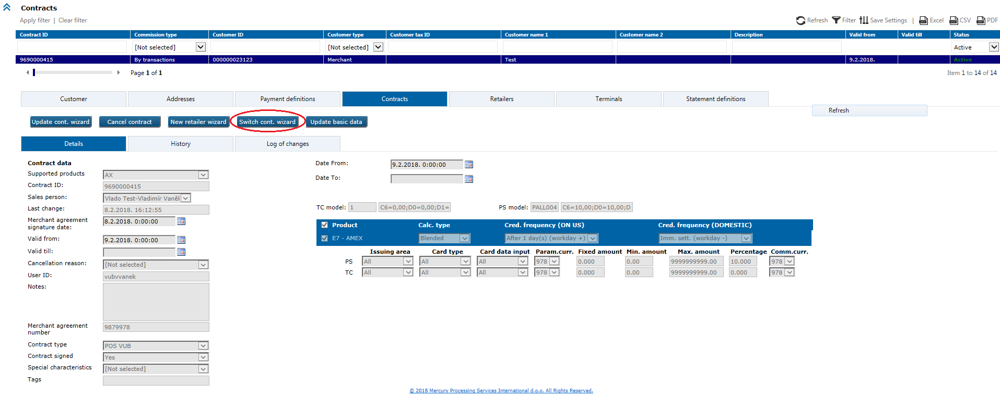 Contracts
Apply filter | Clear filter
Refresh Filter Save Settings | Excel CSV PDF
Contract ID Commission type Customer ID Customer type Customer tax ID Customer name 1 Customer name 2 Description Valid from Valid till Status
[Not selected] [Not selected] Active
9690000415 By transactions 000000023123 Merchant Test 9.2.2018. Active
Page 1 of 1 Item 1 to 14 of 14
Customer Addresses Payment definitions Contracts Retailers Terminals Statement definitions
Refresh
Update cont. wizard Cancel contract New retailer wizard Switch cont. wizard Update basic data
Details History Log of changes
Contract data
Supported products AX
Contract ID: 9690000415
Sales person: Vlado Test-Vladimír Vaně
Last change: 8.2.2018. 16:12:55
Merchant agreement
signature date: 8.2.2018. 0:00:00
Valid from: 9.2.2018. 0:00:00
Valid till:
Cancellation reason: [Not selected]
User ID: vubvvanek
Notes:
Merchant agreement
number 9879978
Contract type POS VUB
Contract signed Yes
Special characteristics [Not selected]
Tags
Date From: 9.2.2018. 0:00:00
Date To:
TC model: 1 C6=0,00;D0=0,00;D1= PS model: PALL004 C6=10,00;D0=10,00;D
Product Calc. type Cred. frequency (ON US) Cred. frequency (DOMESTIC)
E7 - AMEX Blended After 1 day(s) (workday +) Imm. sett. (workday -)
Issuing area Card type Card data input Param.curr. Fixed amount Min. amount Max. amount Percentage Comm.curr.
PS All All All 978 0.000 0.00 9999999999.00 10.000 978
TC All All All 978 0.000 0.00 9999999999.00 0.000 978
© 2018 Mercury Processing Services International d.o.o. All Rights Reserved.